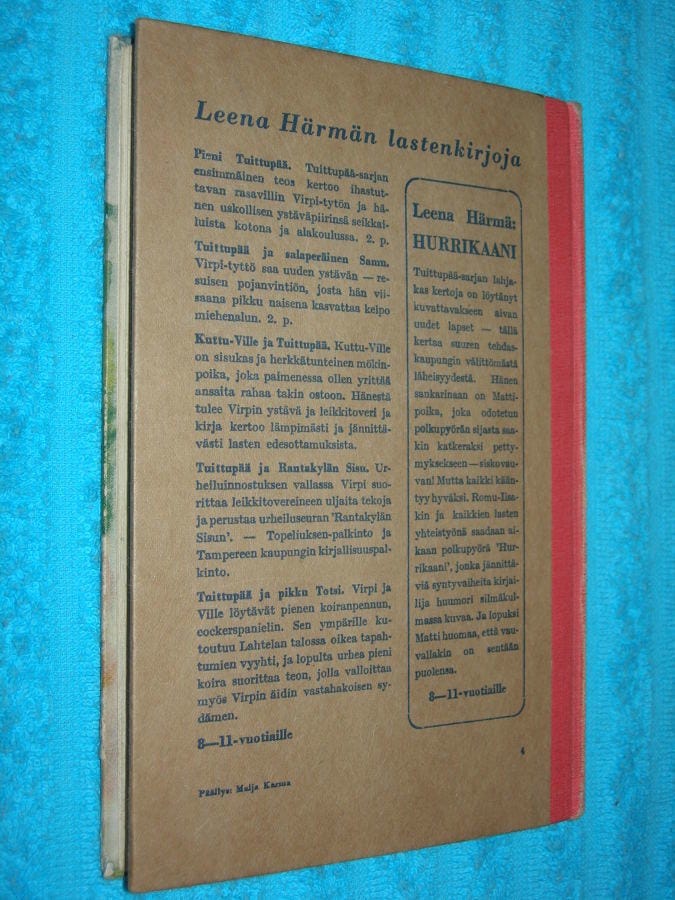 Leena Härmän lastenkirjoja
Pieni Tuittupää. Tuittupää-sarjan
ensimmäinen teos kertoo ihastut-
tavan rasavillin Virpi-tytön ja hä-
nen uskollisen ystäväpiirinsä seikkai-
luista kotona ja alakoulussa. 2. p.
Tuittupää ja salaperäinen Samu.
Virpi-tyttö saa uuden ystävän — re-
suisen pojanvintiön, josta hän vii-
saana pikku naisena kasvattaa kelpo
miehenalun. 2. p.
Kuttu-Ville ja Tuittupää. Kuttu-Ville
on sisukas ja herkkätunteinen mökin-
poika, joka paimenessa ollen yrittää
ansaita rahaa takin ostoon. Hänestä
tulee Virpin ystävä ja leikkitoveri ja
kirja kertoo lämpimästi ja jännittä-
västi lasten edesottamuksista.
Tuittupää ja Rantakylän Sisu. Ur-
heiluinnostuksen vallassa Virpi suo-
rittaa leikkitovereineen uljaita tekoja
ja perustaa urheiluseuran 'Rantakylän
Sisun'. — Topeliuksen-palkinto ja
Tampereen kaupungin kirjallisuuspal-
kinto.
Tuittupää ja pikku Totsi. Virpi ja
Ville löytävät pienen koiranpennun,
cockerspanielin. Sen ympärille ku-
toutuu Lahtelan talossa oikea tapah-
tumien vyyhti, ja lopulta urhea pieni
koira suorittaa teon, jolla valloittaa
myös Virpin äidin vastahakoisen sy-
dämen.
8—11-vuotiaille
Päällys: Maija Karma
Leena Härmä:
HURRIKAANI
Tuittupää-sarjan lahja-
kas kertoja on löytänyt
kuvattavakseen aivan
uudet lapset — tällä
kertaa suuren tehdas-
kaupungin välittömästä
läheisyydestä. Hänen
sankarinaan on Matti-
poika, joka odotetun
polkupyörän sijasta saa-
kin katkeraksi petty-
myksekseen — siskovau-
van! Mutta kaikki kään-
tyy hyväksi. Romu-Iisa-
kin ja kaikkien lasten
yhteistyönä saadaan ai-
kaan polkupyörä 'Hur-
rikaani', jonka jännittä-
viä syntyvaiheita kirjai-
lija huumori silmäkul-
massa kuvaa. Ja lopuksi
Matti huomaa, että vau-
vallakin on sentään
puolensa.
8—11-vuotiaille
4